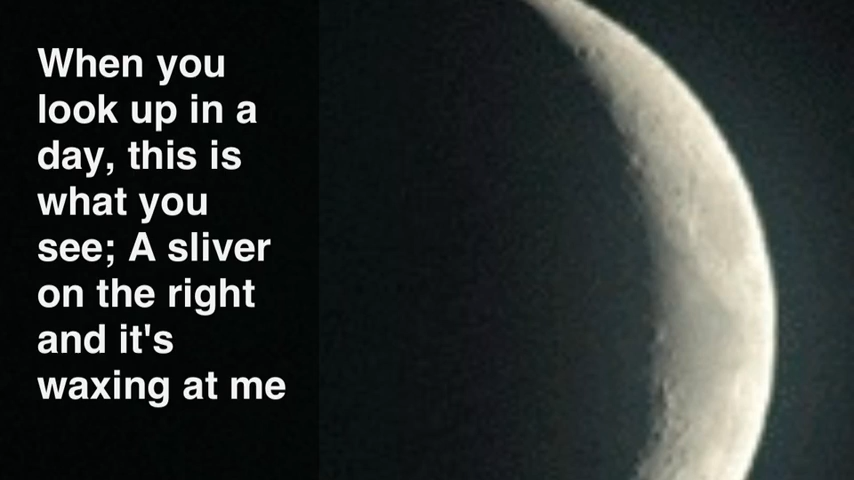 When you
look up in a
day, this is
what you
see; A sliver
on the right
and it's
waxing at me